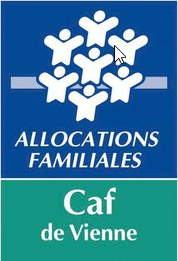 ALLOCATIONS
FAMILIALES
Caf
de Vienne